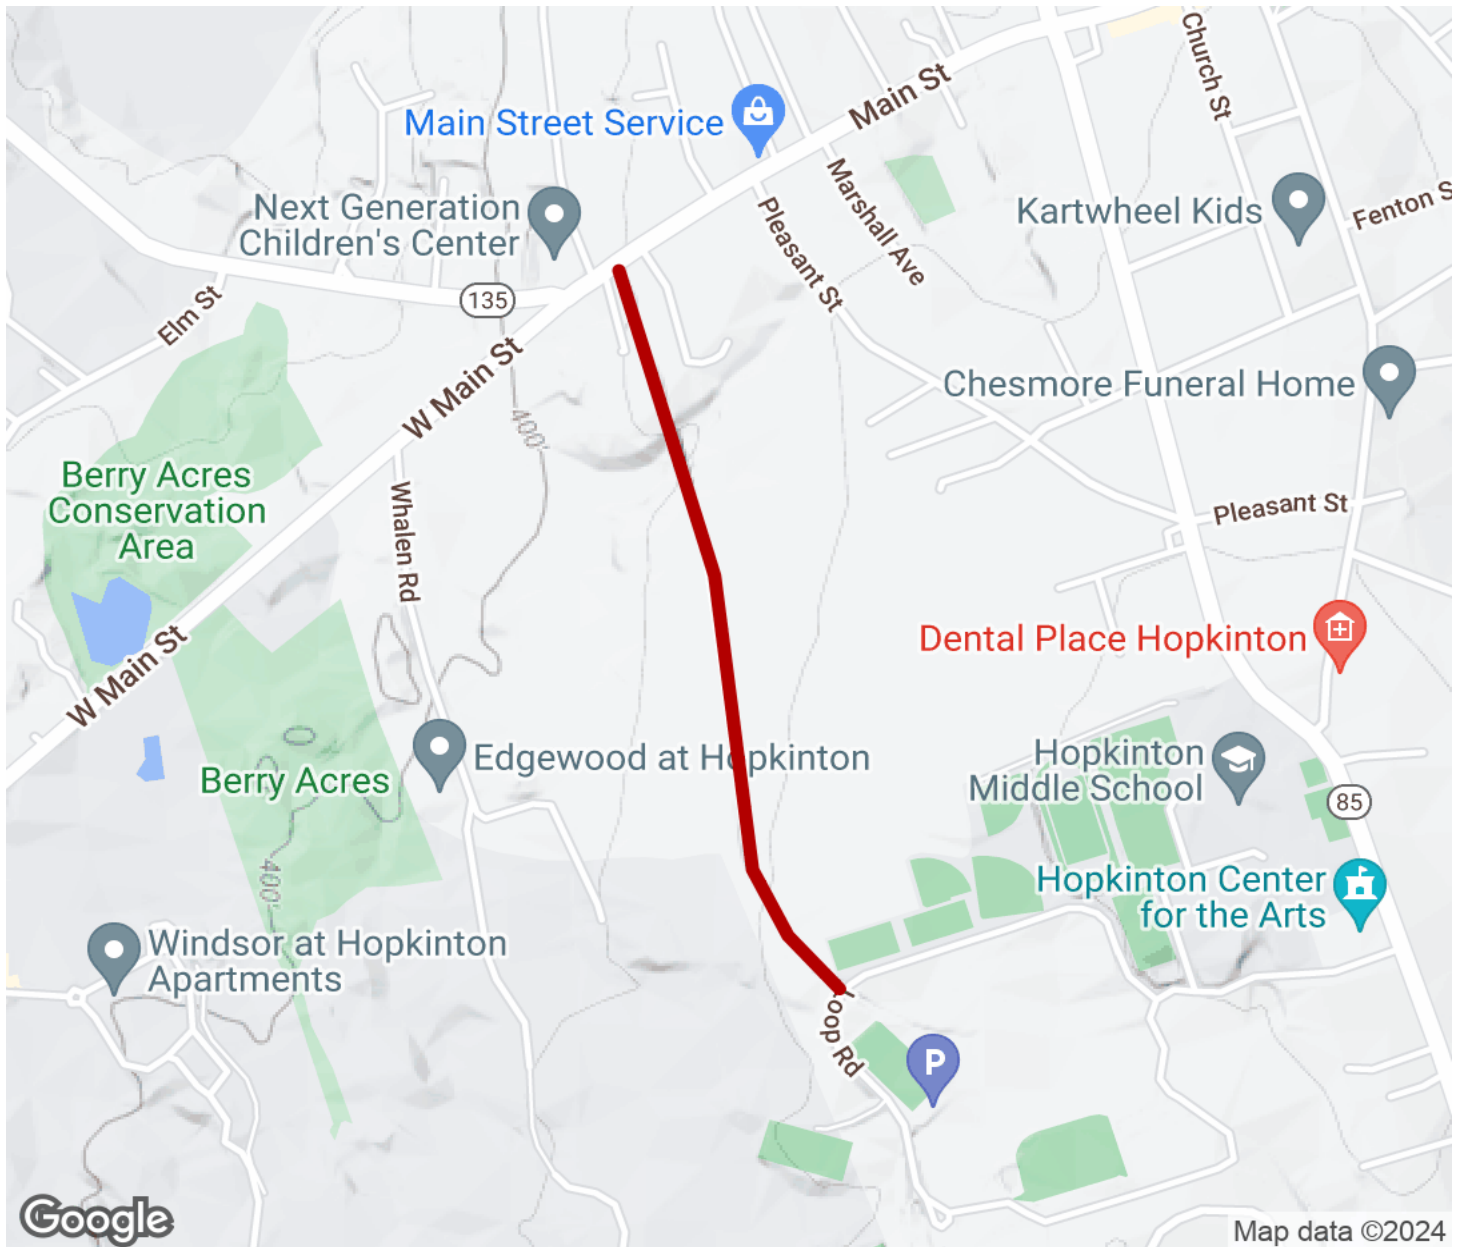 Church St
Main St
Main Street Service
Marshall Ave
Next Generation
Children's Center
Kartwheel Kids
Fenton S
Pleasant St
135
Elm St
W Main St
Chesmore Funeral Home
400'
Berry Acres
Conservation
Area
Whalen Rd
Pleasant St
Dental Place Hopkinton
W Main St
Edgewood at Hopkinton
Berry Acres
Hopkinton
Middle School
85
400'
Hopkinton Center
for the Arts
Windsor at Hopkinton
Apartments
Loop Rd
P
Google
Map data ©2024